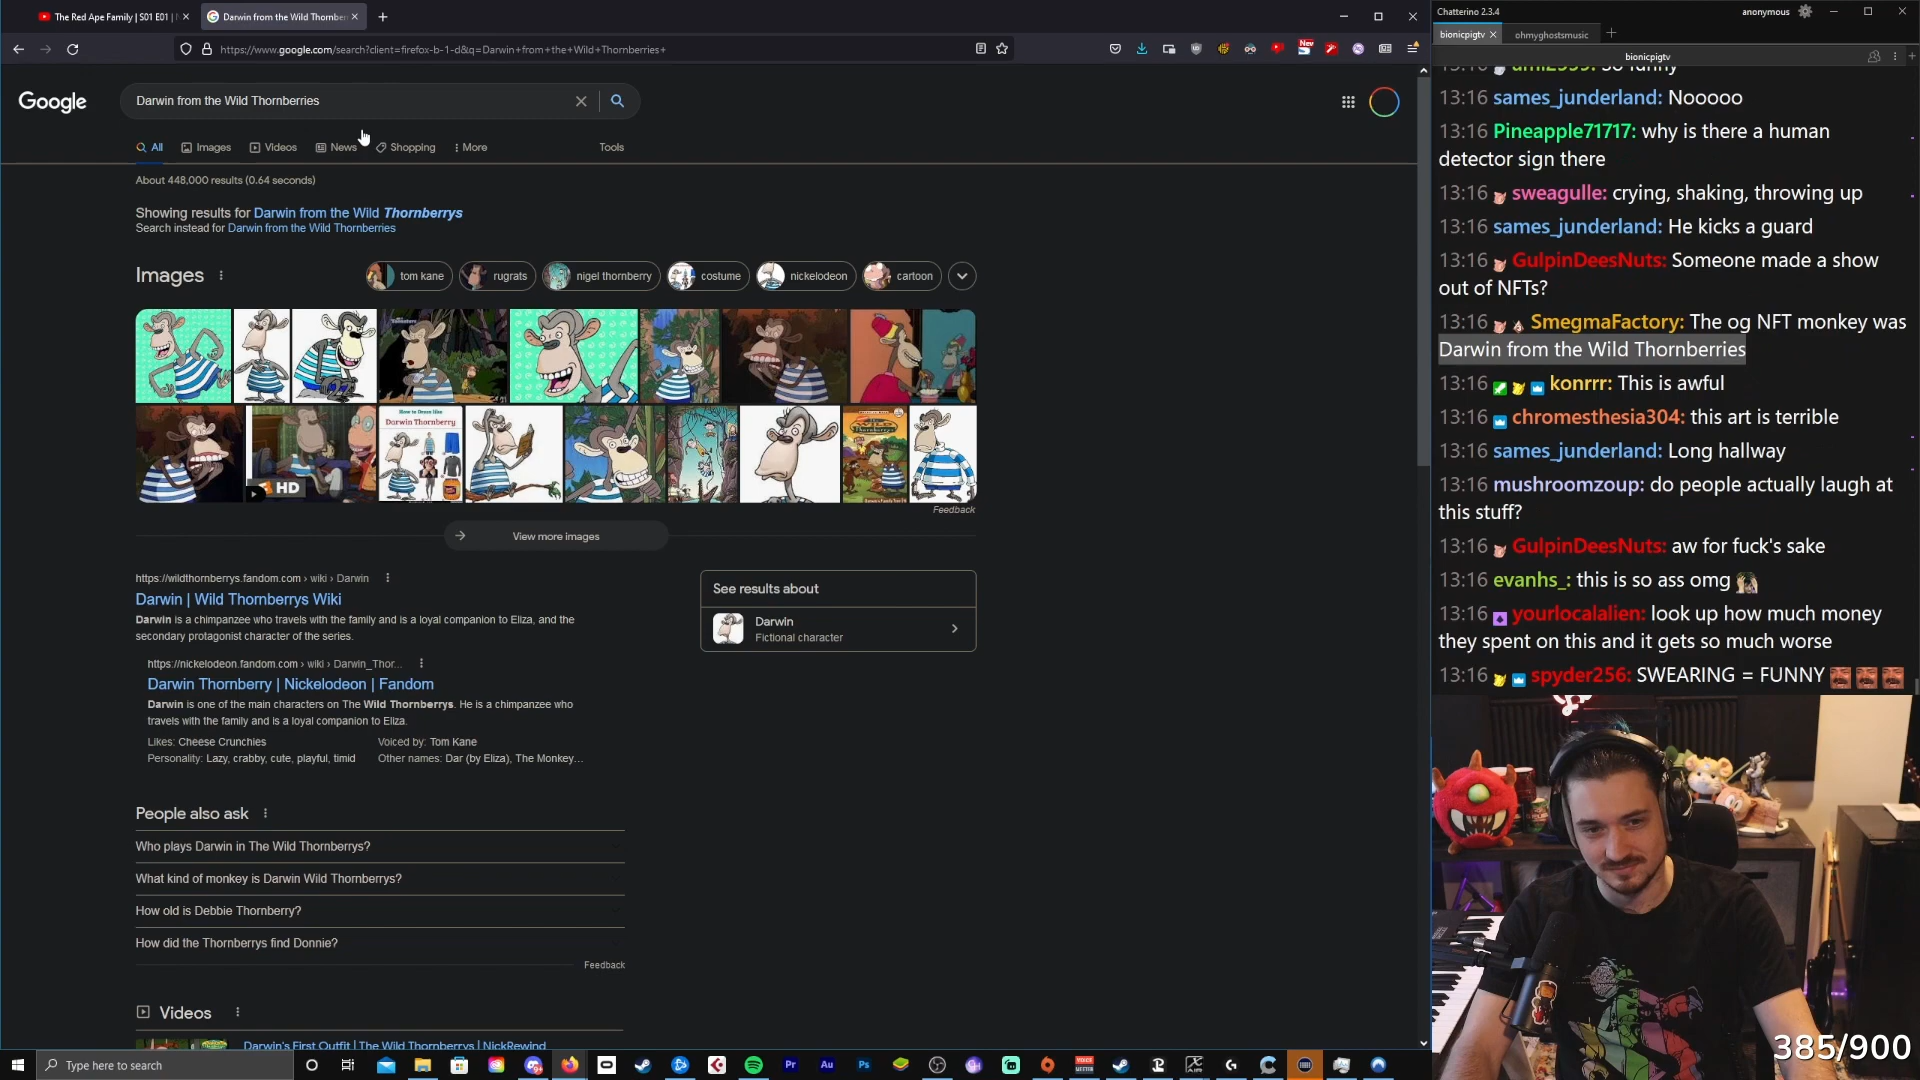 The Red Ape Family | S01 E01 |
Darwin from the Wild Thornber
https://www.google.com/search?client=firefox-b-1-d&q=Darwin+from+the+Wild+Thornberries+
New
Google
Darwin from the Wild Thornberries
All
Images
Videos
News
Shopping
More
Tools
About 448,000 results (0.64 seconds)
Showing results for Darwin from the Wild Thornberrys
Search instead for Darwin from the Wild Thornberries
Images
tom kane
rugrats
nigel thornberry
costume
nickelodeon
cartoon
How to Dress like
Darwin Thornberry
HD
Feedback
View more images
https://wildthornberrys.fandom.com › wiki › Darwin
Darwin | Wild Thornberrys Wiki
Darwin is a chimpanzee who travels with the family and is a loyal companion to Eliza, and the
secondary protagonist character of the series.
See results about
Darwin
Fictional character
https://nickelodeon.fandom.com › wiki › Darwin_Thor...
Darwin Thornberry | Nickelodeon | Fandom
Darwin is one of the main characters on The Wild Thornberrys. He is a chimpanzee who
travels with the family and is a loyal companion to Eliza.
Likes: Cheese Crunchies
Voiced by: Tom Kane
Personality: Lazy, crabby, cute, playful, timid
Other names: Dar (by Eliza), The Monkey...
People also ask
Who plays Darwin in The Wild Thornberrys?
What kind of monkey is Darwin Wild Thornberrys?
How old is Debbie Thornberry?
How did the Thornberrys find Donnie?
Feedback
Videos
Darwin's First Outfit | The Wild Thornberrys | NickRewind
Type here to search
Pr
Au
Ps
Chatterino 2.3.4
anonymous
bionicpigtv
ohmyghostsmusic
bionicpigtv
13:16 sames_junderland: Nooooo
13:16 Pineapple71717: why is there a human
detector sign there
13:16 sweagulle: crying, shaking, throwing up
13:16 sames_junderland: He kicks a guard
13:16 GulpinDeesNuts: Someone made a show
out of NFTs?
13:16 SmegmaFactory: The og NFT monkey was
Darwin from the Wild Thornberries
13:16 konrrr: This is awful
13:16 chromesthesia304: this art is terrible
13:16 sames_junderland: Long hallway
13:16 mushroomzoup: do people actually laugh at
this stuff?
13:16 GulpinDeesNuts: aw for fuck's sake
13:16 evanhs_: this is so ass omg
13:16 yourlocalalien: look up how much money
they spent on this and it gets so much worse
13:16 spyder256: SWEARING = FUNNY
385/900